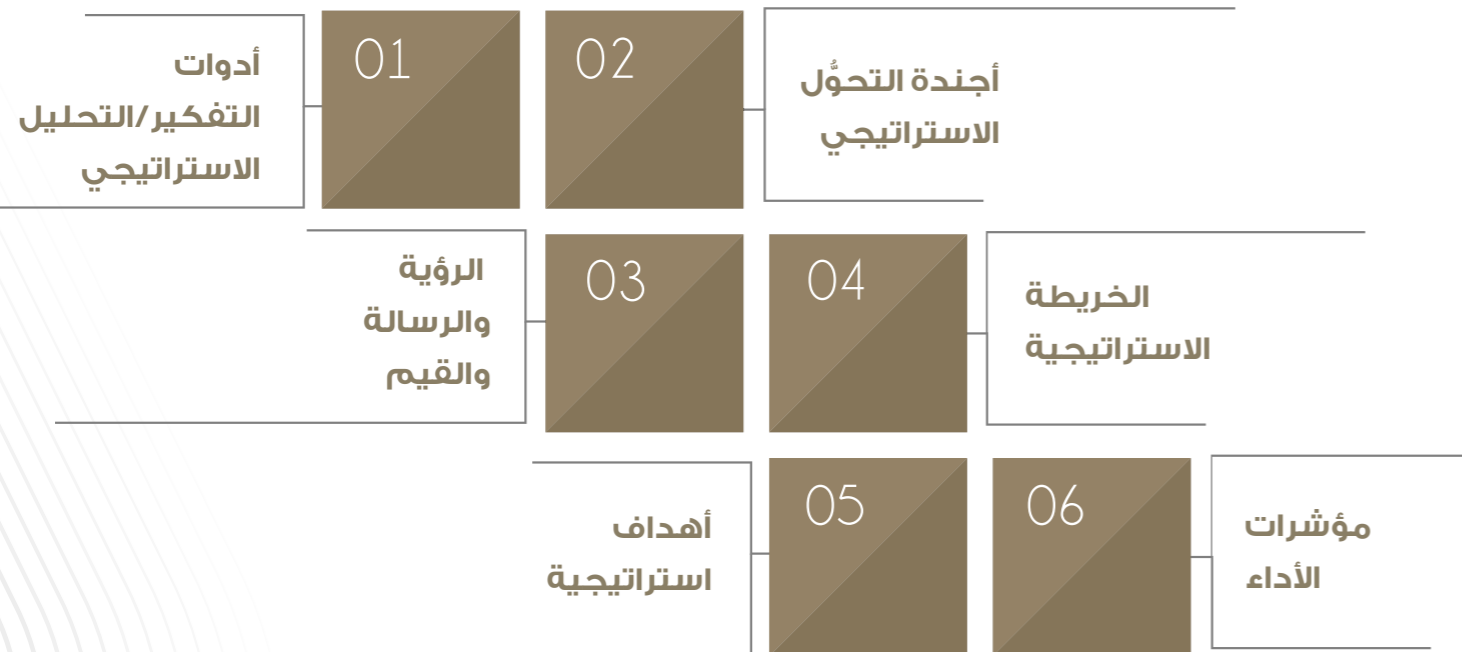 01
أدوات
التفكير/التحليل
الاستراتيجي
02
أجندة التحوُّل
الاستراتيجي
03
الرؤية
والرسالة
والقيم
04
الخريطة
الاستراتيجية
05
أهداف
استراتيجية
06
مؤشرات
الأداء